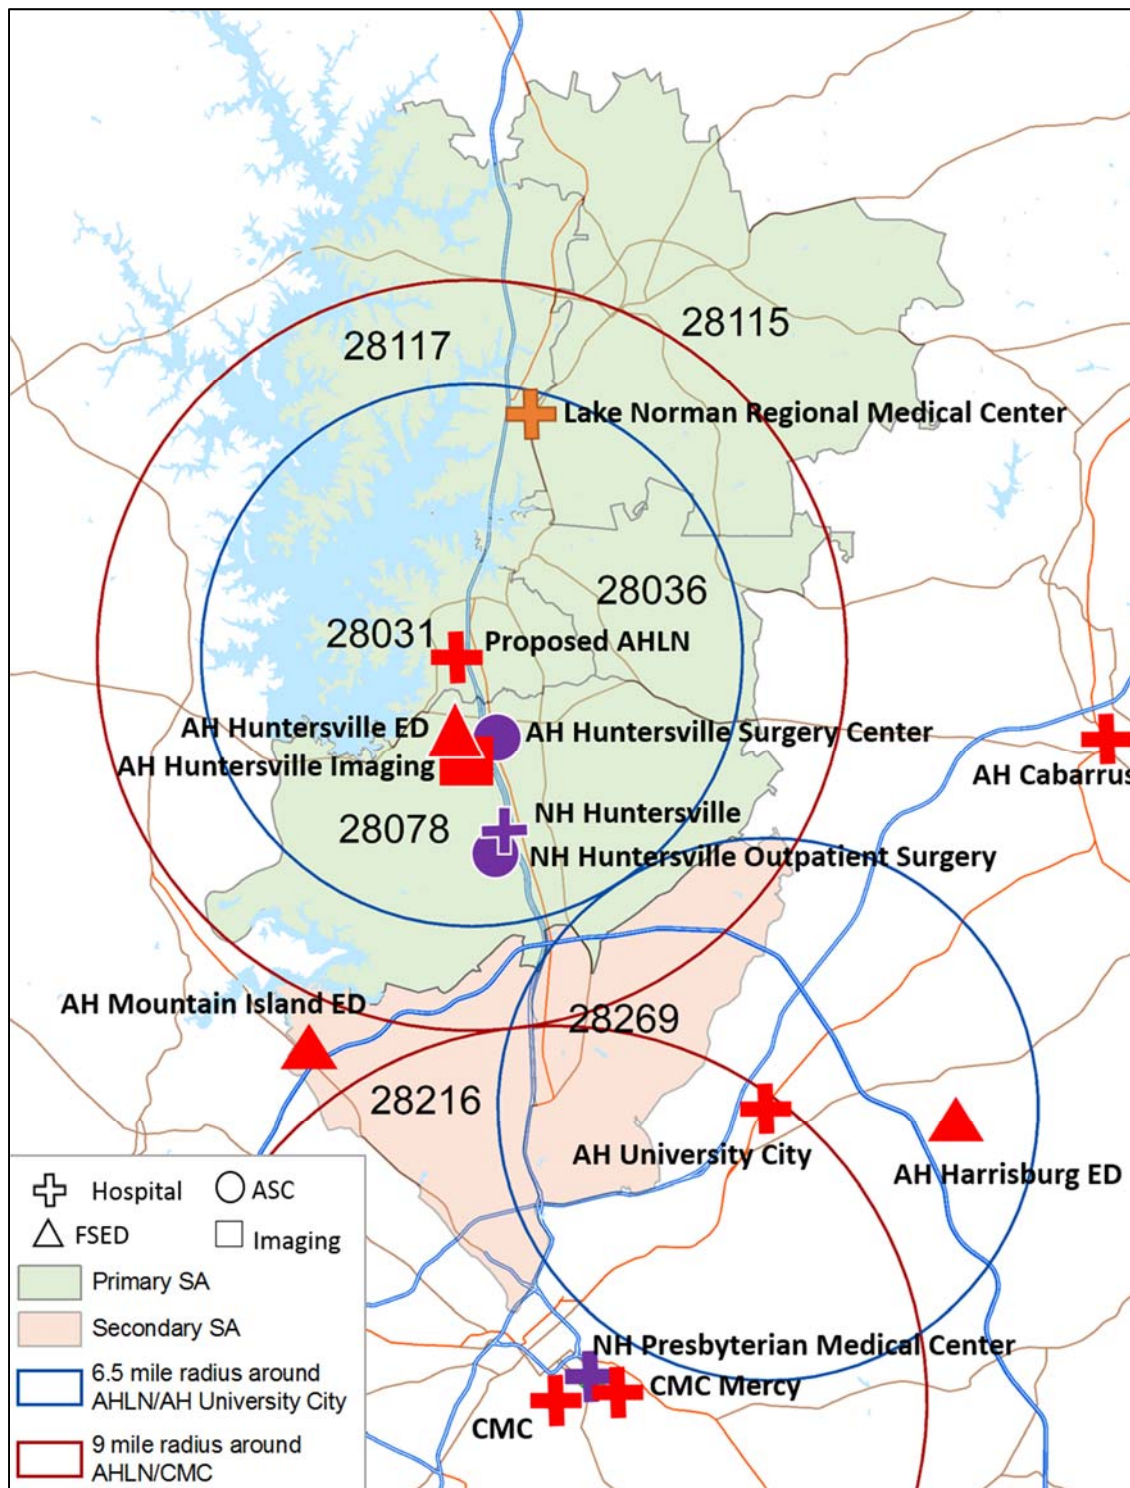 28117
28115
Lake Norman Regional Medical Center
28036
28031
Proposed AHLN
AH Huntersville ED
AH Huntersville Surgery Center
AH Huntersville Imaging
AH Cabarrus
NH Huntersville
28078
NH Huntersville Outpatient Surgery
AH Mountain Island ED
28269
28216
AH University City
AH Harrisburg ED
Hospital
ASC
FSED
Imaging
Primary SA
Secondary SA
6.5 mile radius around
AHLN/AH University City
9 mile radius around
AHLN/CMC
NH Presbyterian Medical Center
CMC Mercy
CMC